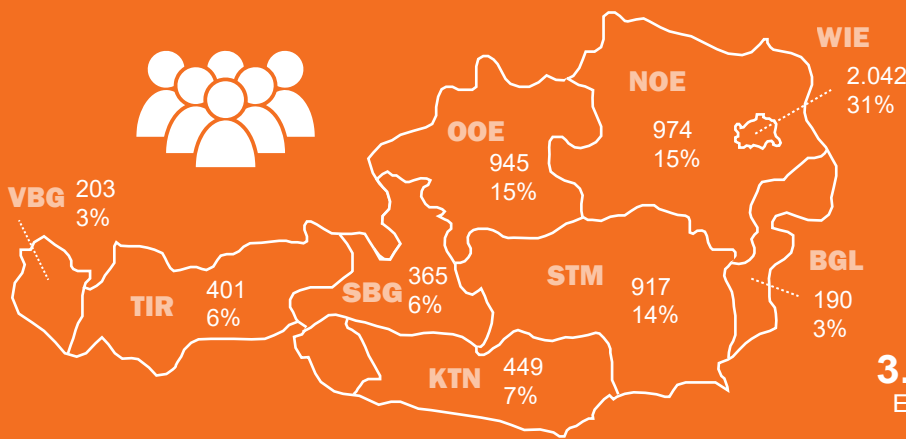 WIE
2.042
31%
NOE
974
15%
OOE
945
15%
VBG
203
3%
TIR
401
6%
SBG
365
6%
STM
917
14%
BGL
190
3%
KTN
449
7%
3.
E